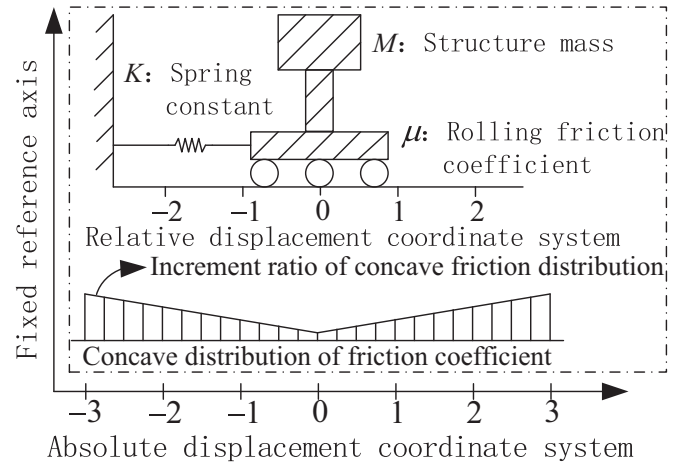 Fixed reference axis
M: Structure mass
K: Spring
constant
μ: Rolling friction
coefficient
−2 −1 0 1 2
Relative displacement coordinate system
Increment ratio of concave friction distribution
Concave distribution of friction coefficient
−3 −2 −1 0 1 2 3
Absolute displacement coordinate system